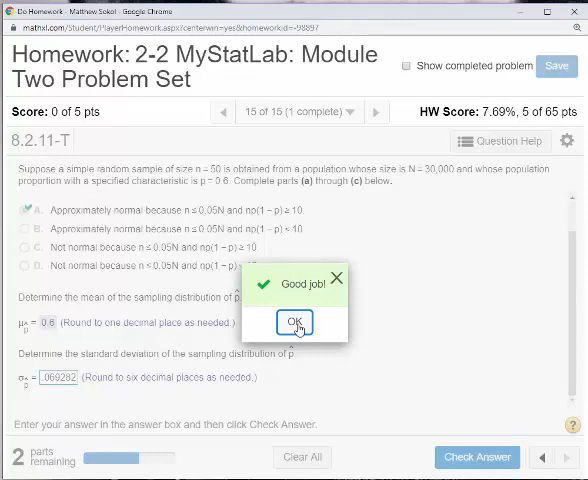 Do Homework - Matthew Sokol - Google Chrome
mathxl.com/Student/PlayerHomework.aspx?centerwin=yes&homeworkId=-98897
Homework: 2-2 MyStatLab: Module
Two Problem Set
Show completed problem
Save
Score: 0 of 5 pts
15 of 15 (1 complete)
HW Score: 7.69%, 5 of 65 pts
8.2.11-T
Question Help
Suppose a simple random sample of size n = 50 is obtained from a population whose size is N = 30,000 and whose population
proportion with a specified characteristic is p = 0.6. Complete parts (a) through (c) below.
A. Approximately normal because n ≤ 0.05N and np(1 − p) ≥ 10.
B. Approximately normal because n ≤ 0.05N and np(1 − p) < 10
C. Not normal because n ≤ 0.05N and np(1 − p) ≥ 10
D. Not normal because n ≤ 0.05N and np(1 − p)
Good job!
OK
Determine the mean of the sampling distribution of p̂.
μp̂ = 0.6 (Round to one decimal place as needed.)
Determine the standard deviation of the sampling distribution of p̂.
σp̂ = .069282 (Round to six decimal places as needed.)
Enter your answer in the answer box and then click Check Answer.
?
2 parts
remaining
Clear All
Check Answer